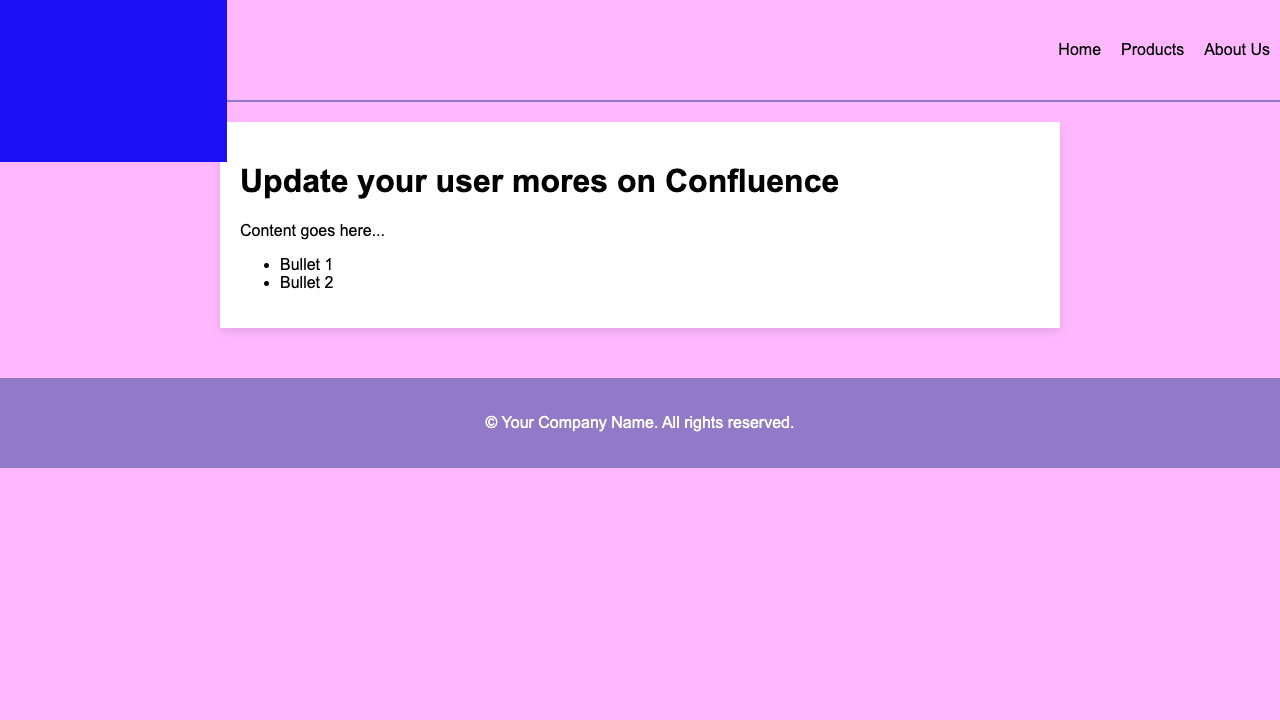 Home Products About Us
Update your user mores on Confluence
Content goes here...
• Bullet 1
• Bullet 2
© Your Company Name. All rights reserved.